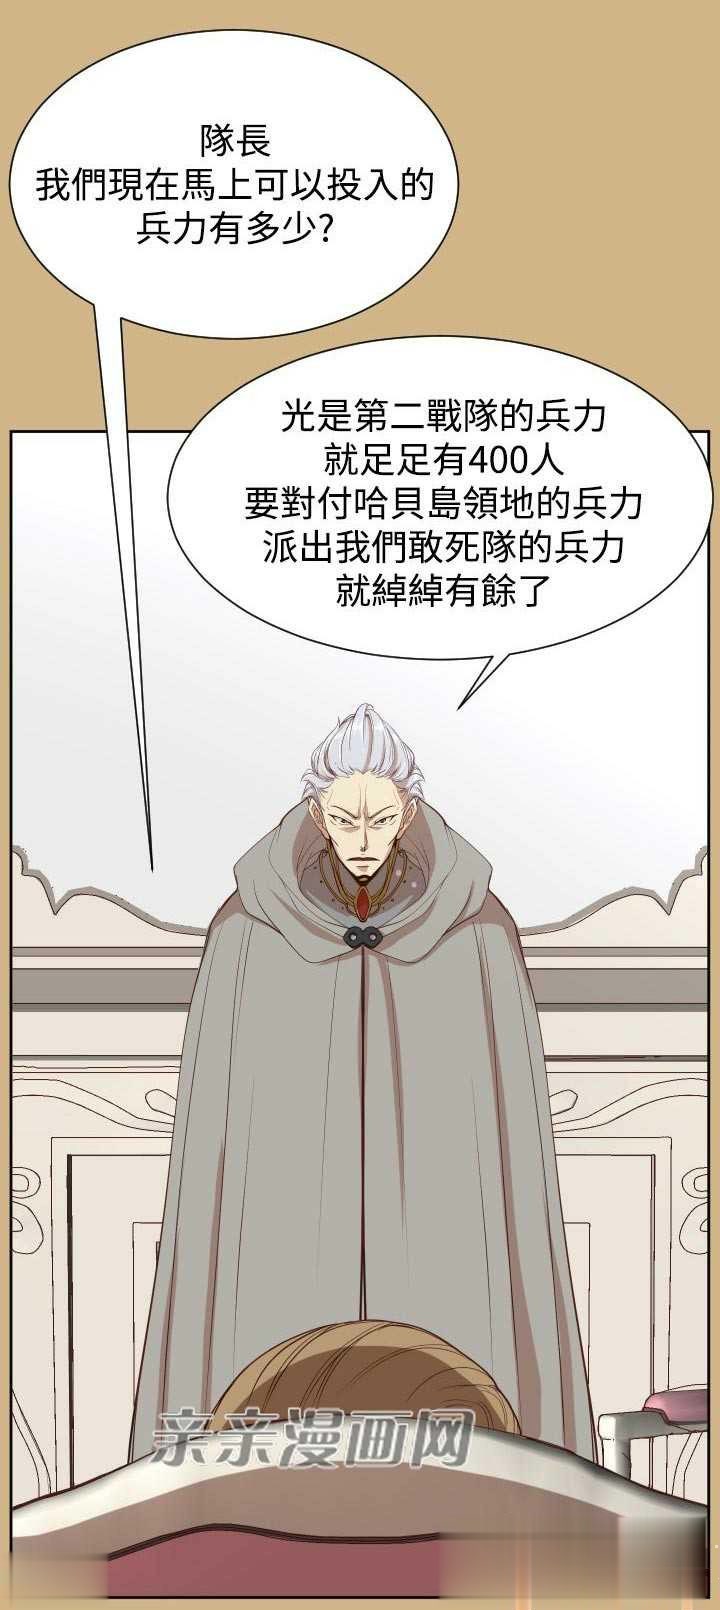 隊長
我們現在馬上可以投入的
兵力有多少?
光是第二戰隊的兵力
就足足有400人
要對付哈貝島領地的兵力
派出我們敢死隊的兵力
就綽綽有餘了
亲亲漫画网